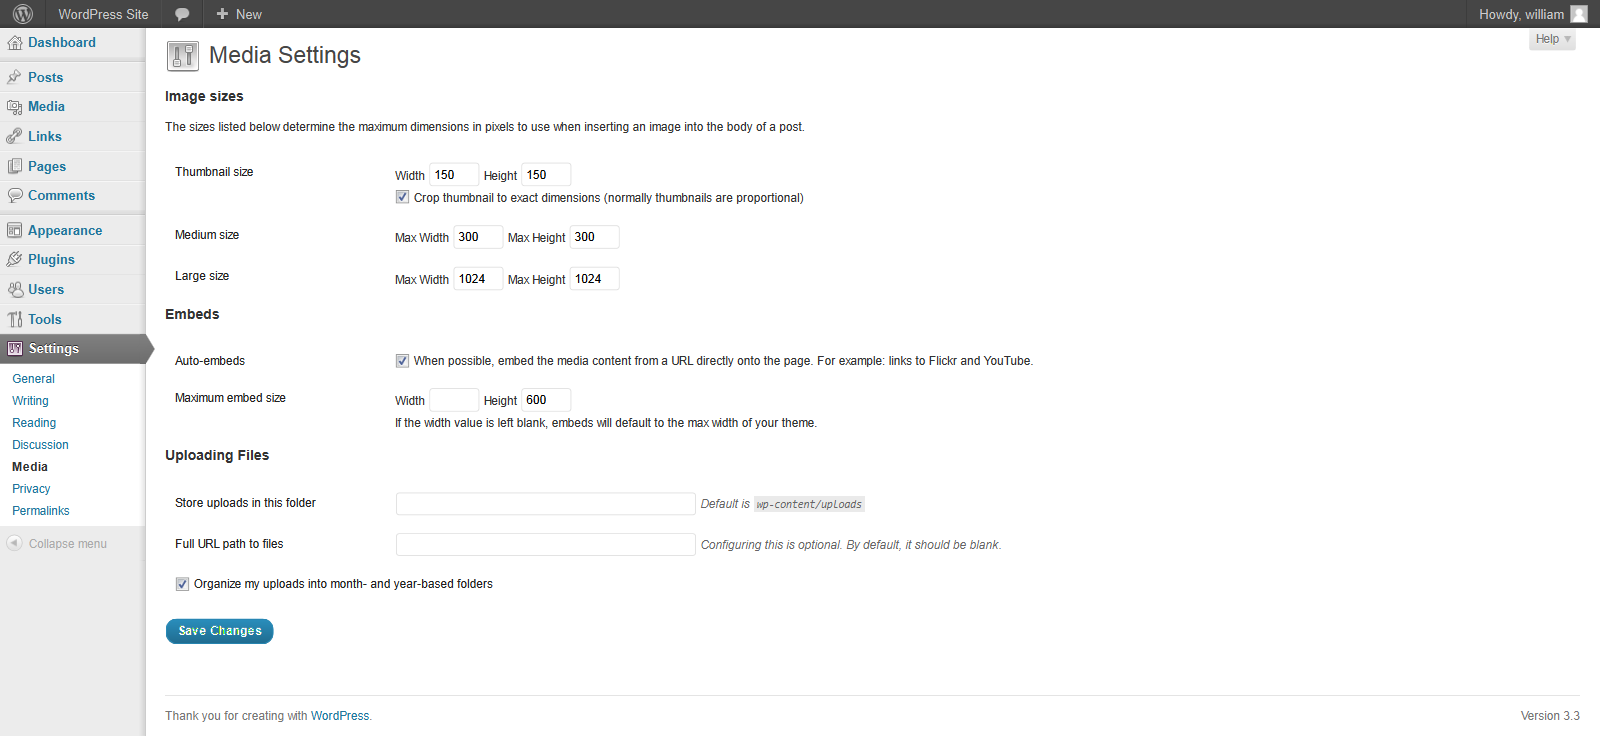 WordPress Site
New
Howdy, william
Dashboard
Posts
Media
Links
Pages
Comments
Appearance
Plugins
Users
Tools
Settings
General
Writing
Reading
Discussion
Media
Privacy
Permalinks
Collapse menu
Help
Media Settings
Image sizes
The sizes listed below determine the maximum dimensions in pixels to use when inserting an image into the body of a post.
Thumbnail size Width 150 Height 150
Crop thumbnail to exact dimensions (normally thumbnails are proportional)
Medium size Max Width 300 Max Height 300
Large size Max Width 1024 Max Height 1024
Embeds
Auto-embeds When possible, embed the media content from a URL directly onto the page. For example: links to Flickr and YouTube.
Maximum embed size Width Height 600
If the width value is left blank, embeds will default to the max width of your theme.
Uploading Files
Store uploads in this folder Default is wp-content/uploads
Full URL path to files Configuring this is optional. By default, it should be blank.
Organize my uploads into month- and year-based folders
Save Changes
Thank you for creating with WordPress. Version 3.3